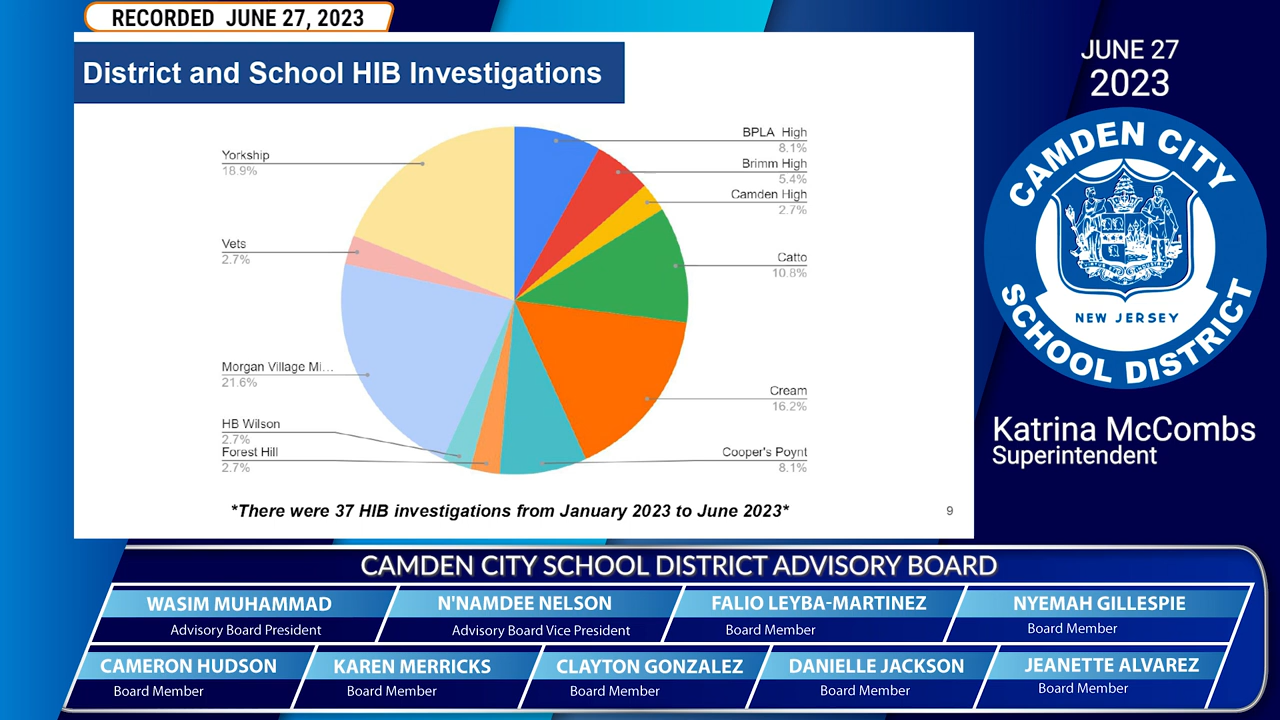 RECORDED JUNE 27, 2023
District and School HIB Investigations
Yorkship
18.9%
Vets
2.7%
Morgan Village Mi...
21.6%
HB Wilson
2.7%
Forest Hill
2.7%
BPLA High
8.1%
Brimm High
5.4%
Camden High
2.7%
Catto
10.8%
Cream
16.2%
Cooper's Poynt
8.1%
*There were 37 HIB investigations from January 2023 to June 2023*
9
JUNE 27
2023
CAMDEN CITY
NEW JERSEY
SCHOOL DISTRICT
Katrina McCombs
Superintendent
CAMDEN CITY SCHOOL DISTRICT ADVISORY BOARD
WASIM MUHAMMAD
Advisory Board President
N'NAMDEE NELSON
Advisory Board Vice President
FALIO LEYBA-MARTINEZ
Board Member
NYEMAH GILLESPIE
Board Member
CAMERON HUDSON
Board Member
KAREN MERRICKS
Board Member
CLAYTON GONZALEZ
Board Member
DANIELLE JACKSON
Board Member
JEANETTE ALVAREZ
Board Member